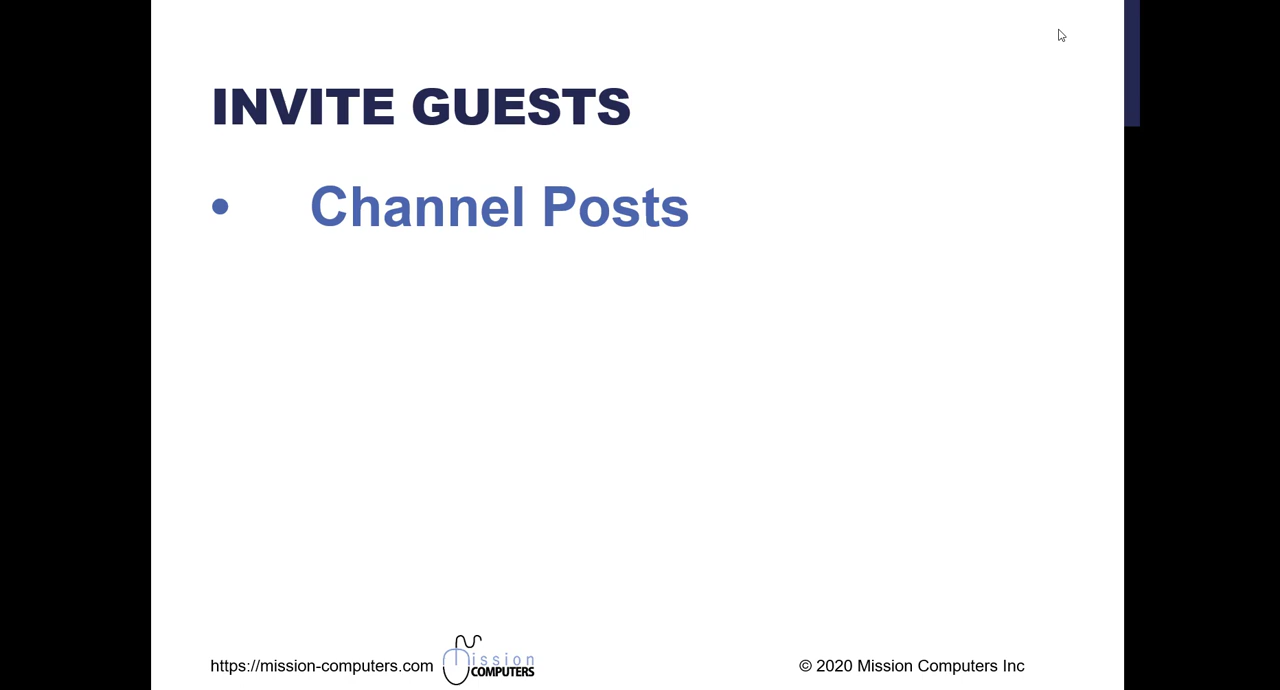 INVITE GUESTS
• Channel Posts
https://mission-computers.com
mission
COMPUTERS
© 2020 Mission Computers Inc